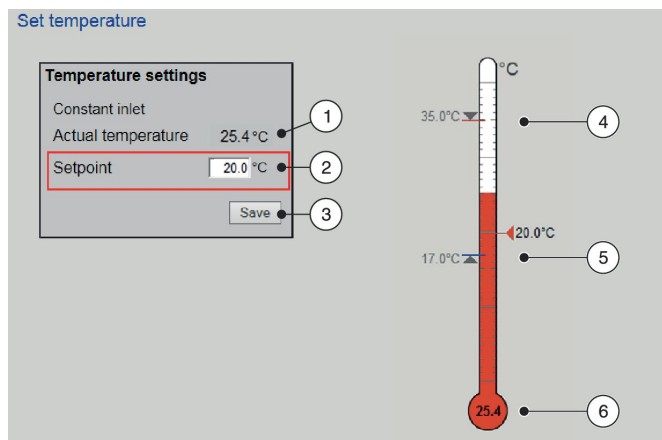 Set temperature
Temperature settings
Constant inlet
Actual temperature 25.4 °C
1
Setpoint 20.0 °C
2
Save
3
°C
35.0°C
4
20.0°C
17.0°C
5
25.4
6